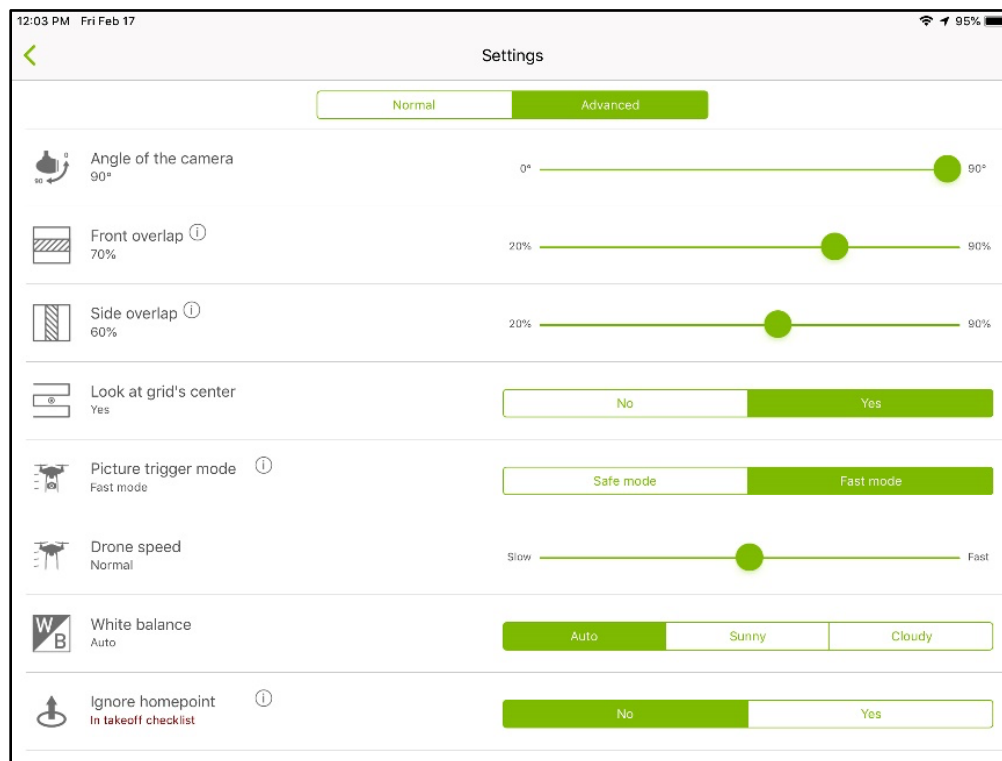 12:03 PM Fri Feb 17 95%
Settings
Normal Advanced
Angle of the camera
90°
0° 90°
0
90
Front overlap i
70%
20% 90%
Side overlap i
60%
20% 90%
Look at grid's center
Yes
No Yes
Picture trigger mode i
Fast mode
Safe mode Fast mode
Drone speed
Normal
Slow Fast
W B
White balance
Auto
Auto Sunny Cloudy
Ignore homepoint i
In takeoff checklist
No Yes